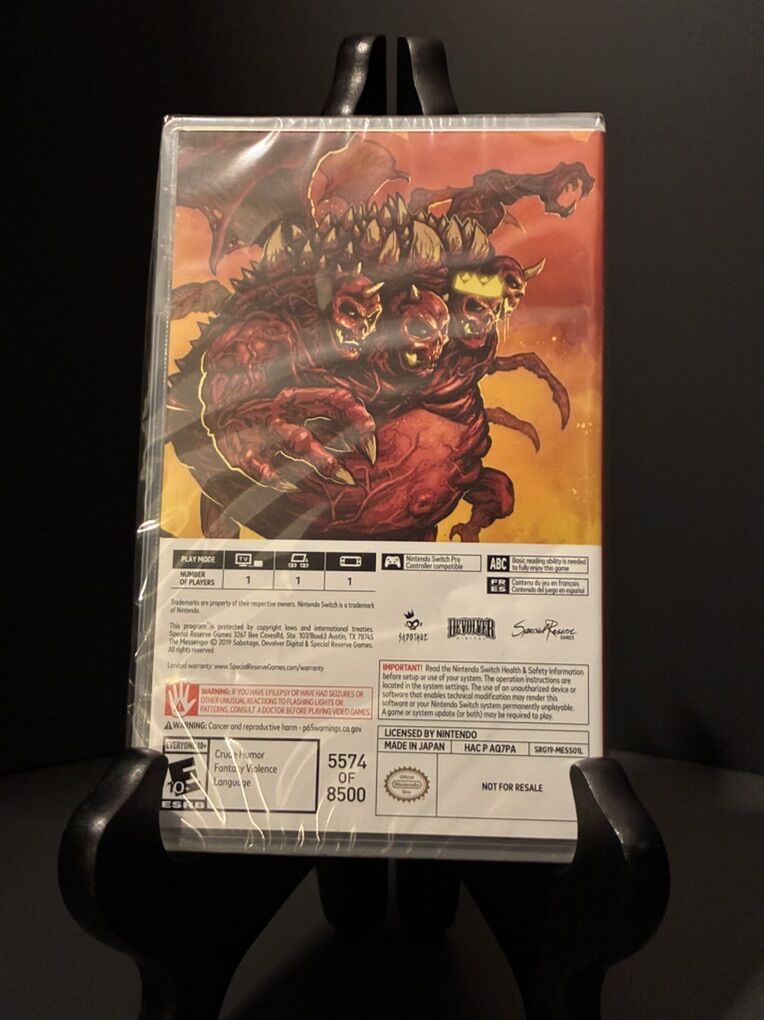 PLAY MODE
TV
NUMBER
OF PLAYERS
1
1
1
Nintendo Switch Pro
Controller compatible
ABC
Basic reading ability is needed
to fully enjoy this game
FR
ES
Contenu du jeu en français
Contenido del juego en español
Trademarks are property of their respective owners. Nintendo Switch is a trademark
of Nintendo.
This program is protected by copyright laws and international treaties.
Special Reserve Games 3267 Bee CavesRd, Ste. 107/Box63 Austin, TX 78745
The Messenger © 2019 Sabotage, Devolver Digital & Special Reserve Games.
All rights reserved.
Limited warranty: www.SpecialReserveGames.com/warranty
SABOTAGE
DEVOLVER
DIGITAL
Special Reserve
GAMES
WARNING: IF YOU HAVE EPILEPSY OR HAVE HAD SEIZURES OR
OTHER UNUSUAL REACTIONS TO FLASHING LIGHTS OR
PATTERNS, CONSULT A DOCTOR BEFORE PLAYING VIDEO GAMES.
WARNING: Cancer and reproductive harm - p65warnings.ca.gov
IMPORTANT! Read the Nintendo Switch Health & Safety Information
before setup or use of your system. The operation instructions are
located in the system settings. The use of an unauthorized device or
software that enables technical modification may render this
software or your Nintendo Switch system permanently unplayable.
A game or system update (or both) may be required to play.
EVERYONE 10+
E
10+
ESRB
Crude Humor
Fantasy Violence
Language
5574
OF
8500
LICENSED BY NINTENDO
MADE IN JAPAN
HAC P AQ7PA
SRG19-MESS01L
Official
Nintendo
Seal
NOT FOR RESALE